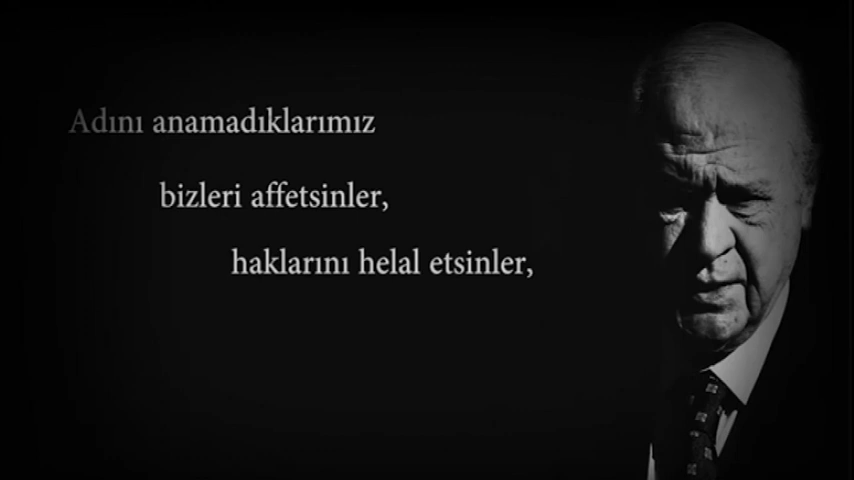 Adını anamadıklarımız
bizleri affetsinler,
haklarını helal etsinler,